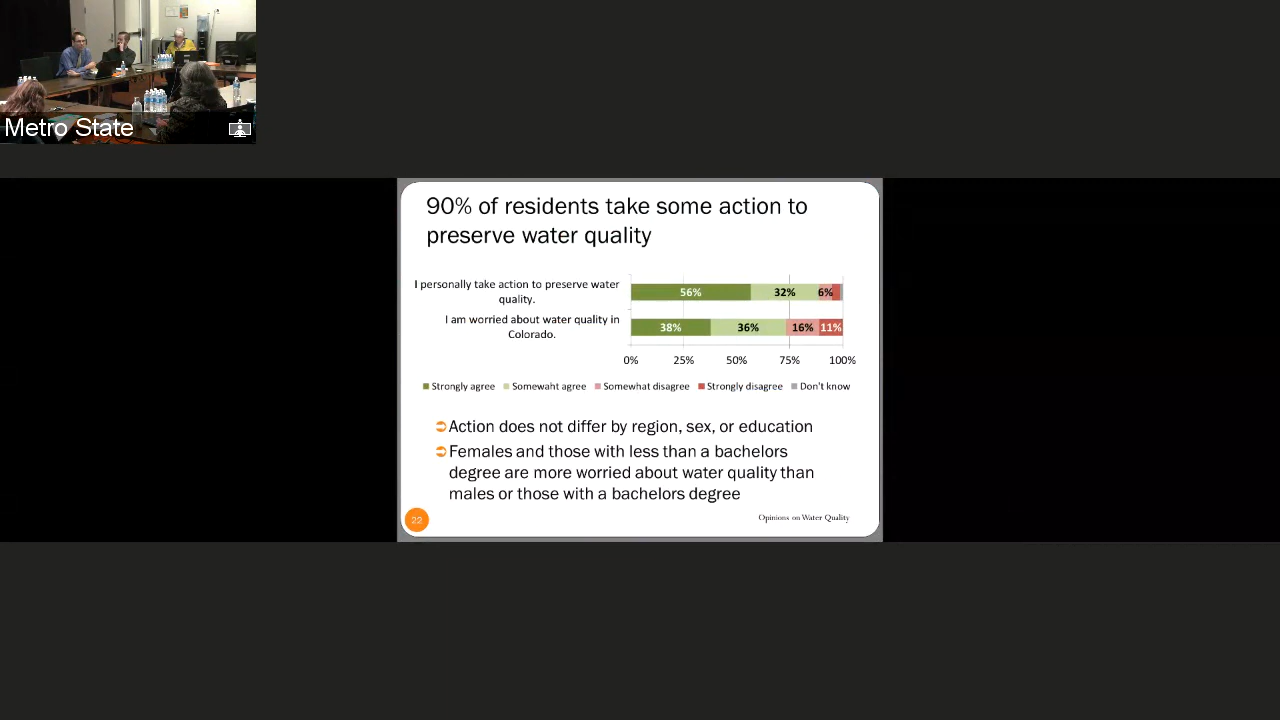 Metro State
90% of residents take some action to
preserve water quality
I personally take action to preserve water
quality.
56%
32%
6%
I am worried about water quality in
Colorado.
38%
36%
16%
11%
0%
25%
50%
75%
100%
Strongly agree
Somewaht agree
Somewhat disagree
Strongly disagree
Don't know
Action does not differ by region, sex, or education
Females and those with less than a bachelors
degree are more worried about water quality than
males or those with a bachelors degree
22
Opinions on Water Quality